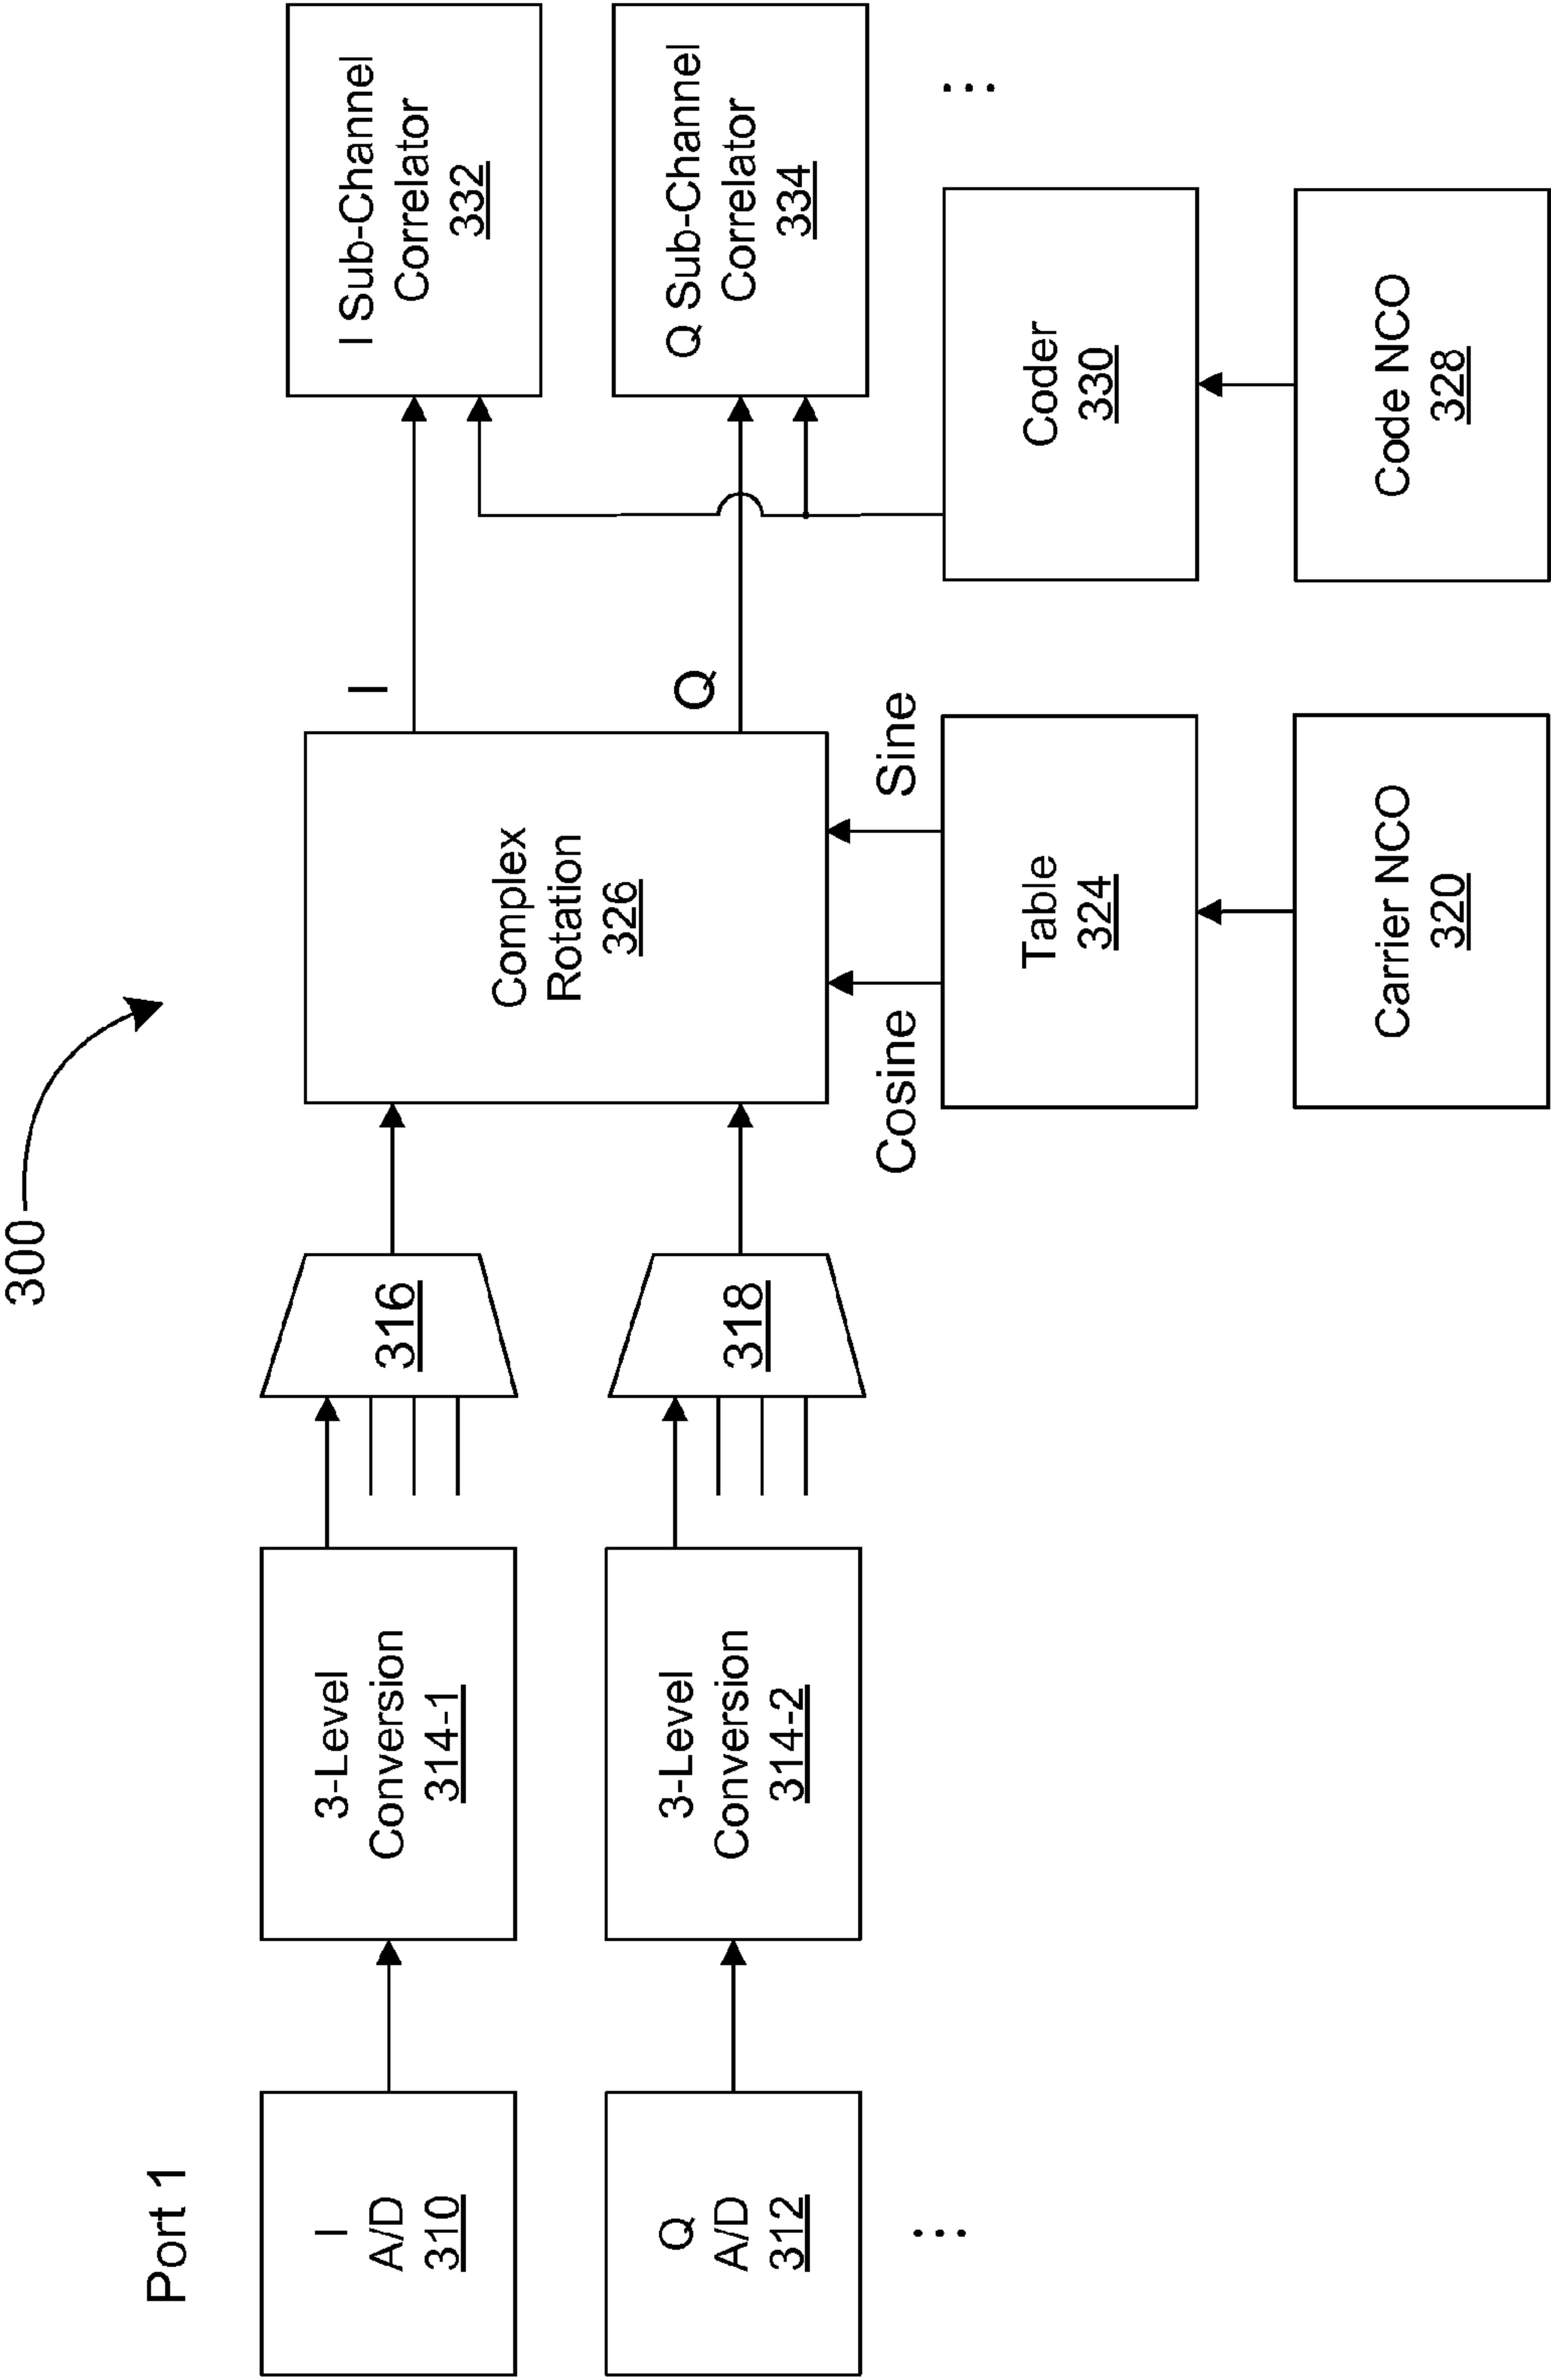 300
Port 1
I
A/D
310
3-Level
Conversion
314-1
316
Complex
Rotation
326
I
I Sub-Channel
Correlator
332
Q
A/D
312
3-Level
Conversion
314-2
318
Q
Q Sub-Channel
Correlator
334
Cosine
Sine
Table
324
Coder
330
Carrier NCO
320
Code NCO
328